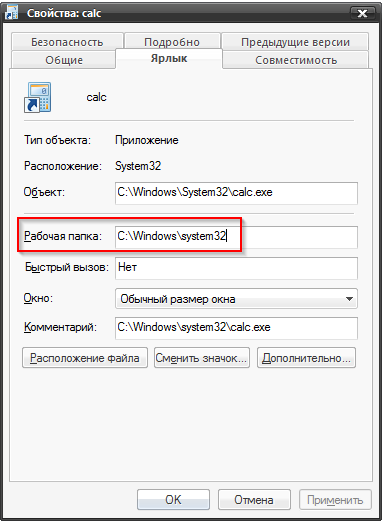 Свойства: calc
Безопасность Подробно Предыдущие версии
Общие Ярлык Совместимость
calc
Тип объекта: Приложение
Расположение: System32
Объект: C:\Windows\System32\calc.exe
Рабочая папка: C:\Windows\system32
Быстрый вызов: Нет
Окно: Обычный размер окна
Комментарий: C:\Windows\system32\calc.exe
Расположение файла Сменить значок... Дополнительно...
OK Отмена Применить